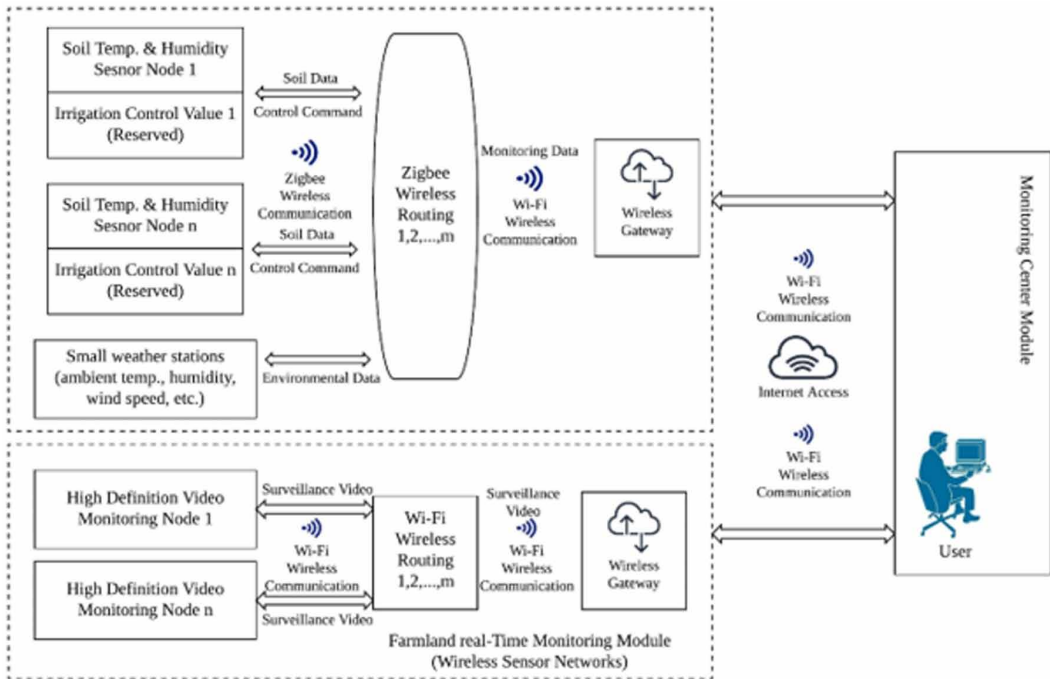 Soil Temp. & Humidity
Sesnor Node 1
Irrigation Control Value 1
(Reserved)
Soil Data
Control Command
Zigbee
Wireless
Communication
Soil Temp. & Humidity
Sesnor Node n
Irrigation Control Value n
(Reserved)
Soil Data
Control Command
Small weather stations
(ambient temp., humidity,
wind speed, etc.)
Environmental Data
Zigbee
Wireless
Routing
1,2,...,m
Monitoring Data
Wi-Fi
Wireless
Communication
Wireless
Gateway
High Definition Video
Monitoring Node 1
Surveillance Video
Wi-Fi
Wireless
Communication
High Definition Video
Monitoring Node n
Surveillance Video
Wi-Fi
Wireless
Routing
1,2,...,m
Surveillance
Video
Wi-Fi
Wireless
Communication
Wireless
Gateway
Farmland real-Time Monitoring Module
(Wireless Sensor Networks)
Wi-Fi
Wireless
Communication
Internet Access
Wi-Fi
Wireless
Communication
Monitoring Center Module
User